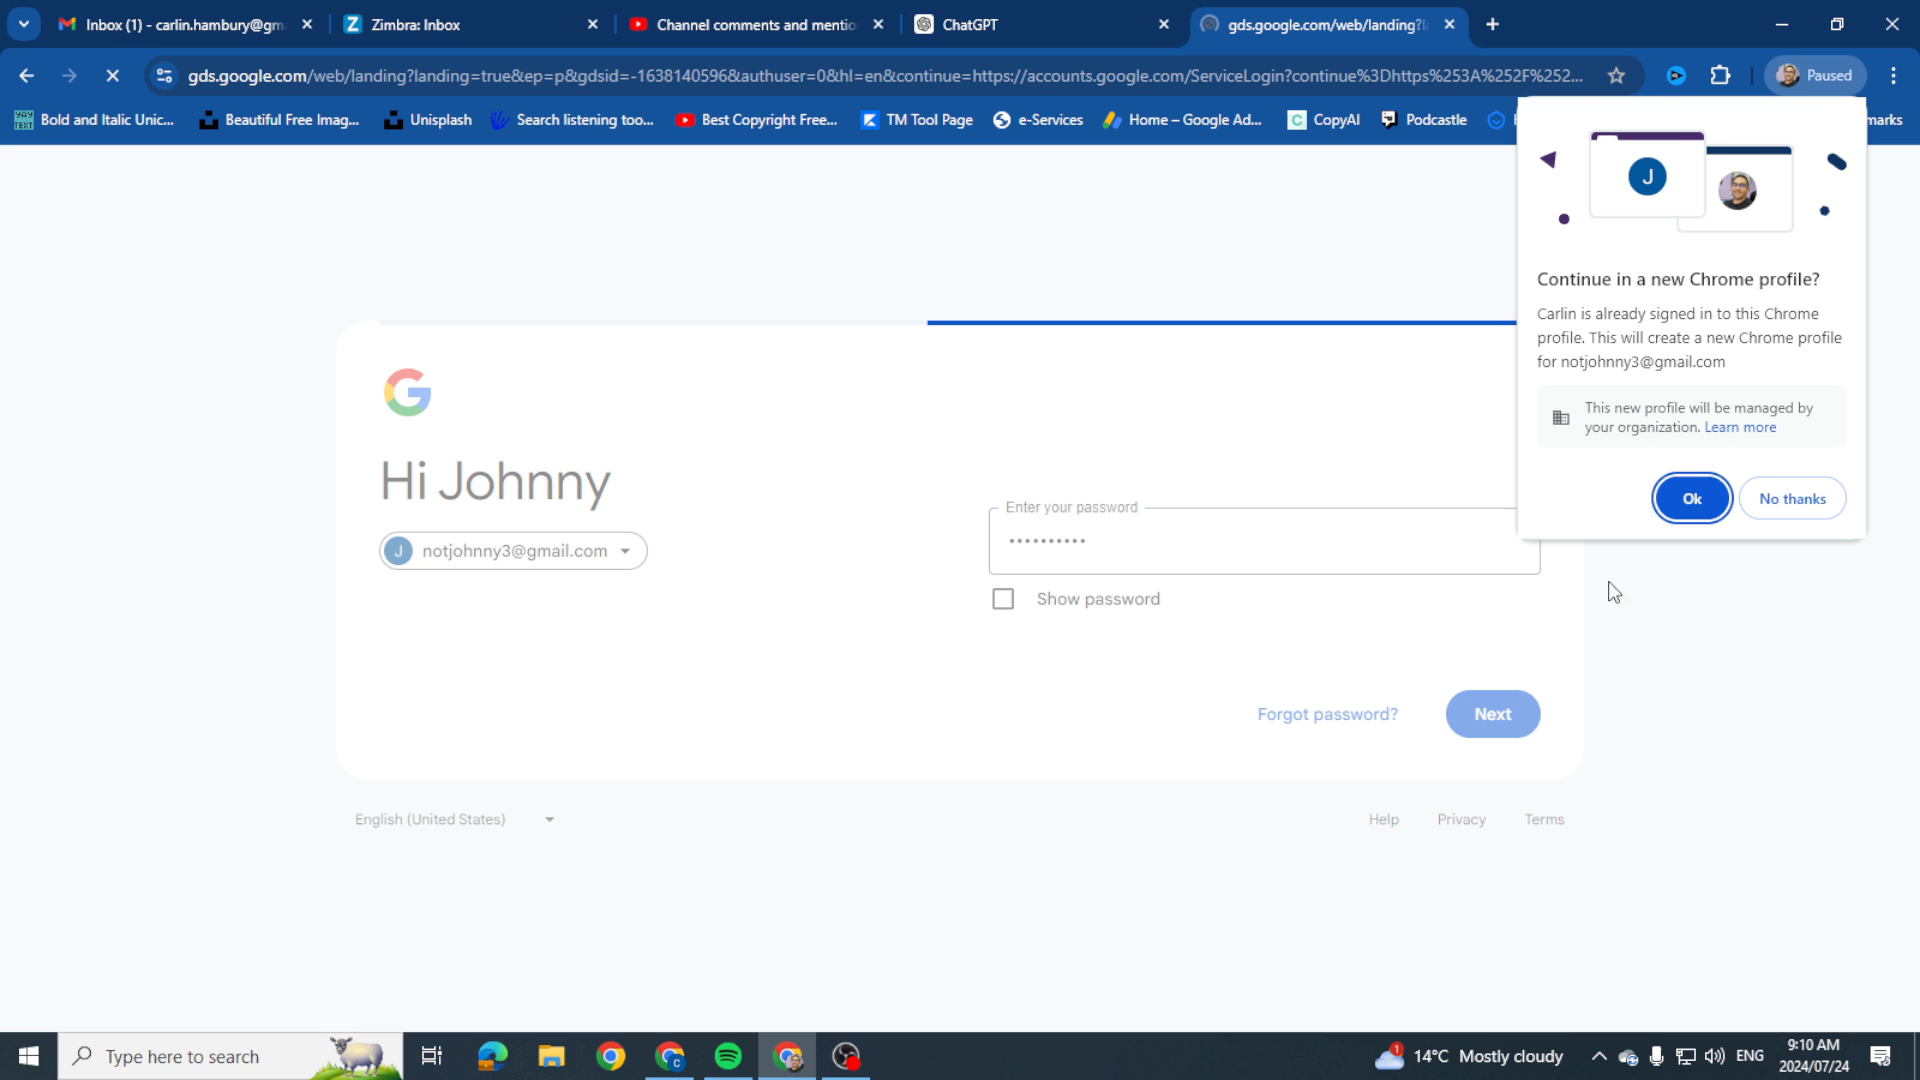 Inbox (1) - carlin.hambury@gm
Zimbra: Inbox
Channel comments and mentio
ChatGPT
gds.google.com/web/landing?l
gds.google.com/web/landing?landing=true&ep=p&gdsid=-1638140596&authuser=0&hl=en&continue=https://accounts.google.com/ServiceLogin?continue%3Dhttps%253A%252F%252...
Paused
YAY
TEXT
Bold and Italic Unic...
Beautiful Free Imag...
Unisplash
Search listening too...
Best Copyright Free...
TM Tool Page
e-Services
Home – Google Ad...
CopyAI
Podcastle
marks
J
Continue in a new Chrome profile?
Carlin is already signed in to this Chrome
profile. This will create a new Chrome profile
for notjohnny3@gmail.com
This new profile will be managed by
your organization. Learn more
Ok
No thanks
Hi Johnny
J notjohnny3@gmail.com
Enter your password
••••••••••
Show password
Forgot password?
Next
English (United States)
Help
Privacy
Terms
Type here to search
1
14°C Mostly cloudy
ENG
9:10 AM
2024/07/24